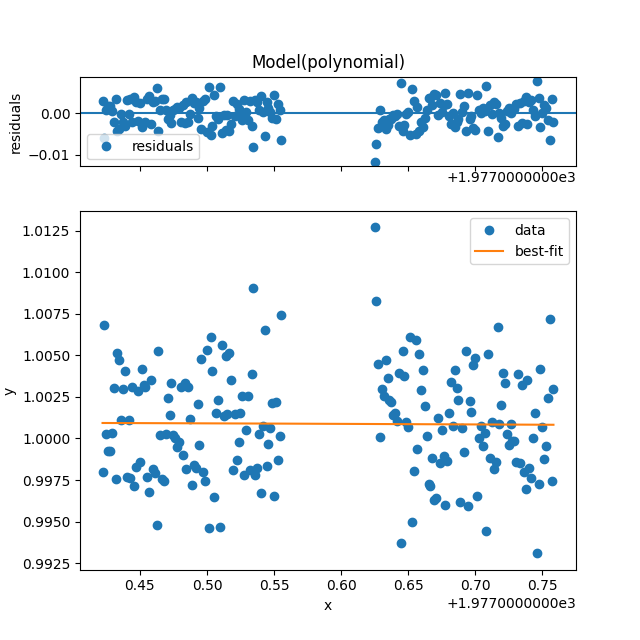 Model(polynomial)
residuals
0.00
−0.01
residuals
+1.9770000000e3
y
1.0125
1.0100
1.0075
1.0050
1.0025
1.0000
0.9975
0.9950
0.9925
data
best-fit
0.45 0.50 0.55 0.60 0.65 0.70 0.75
x
+1.9770000000e3